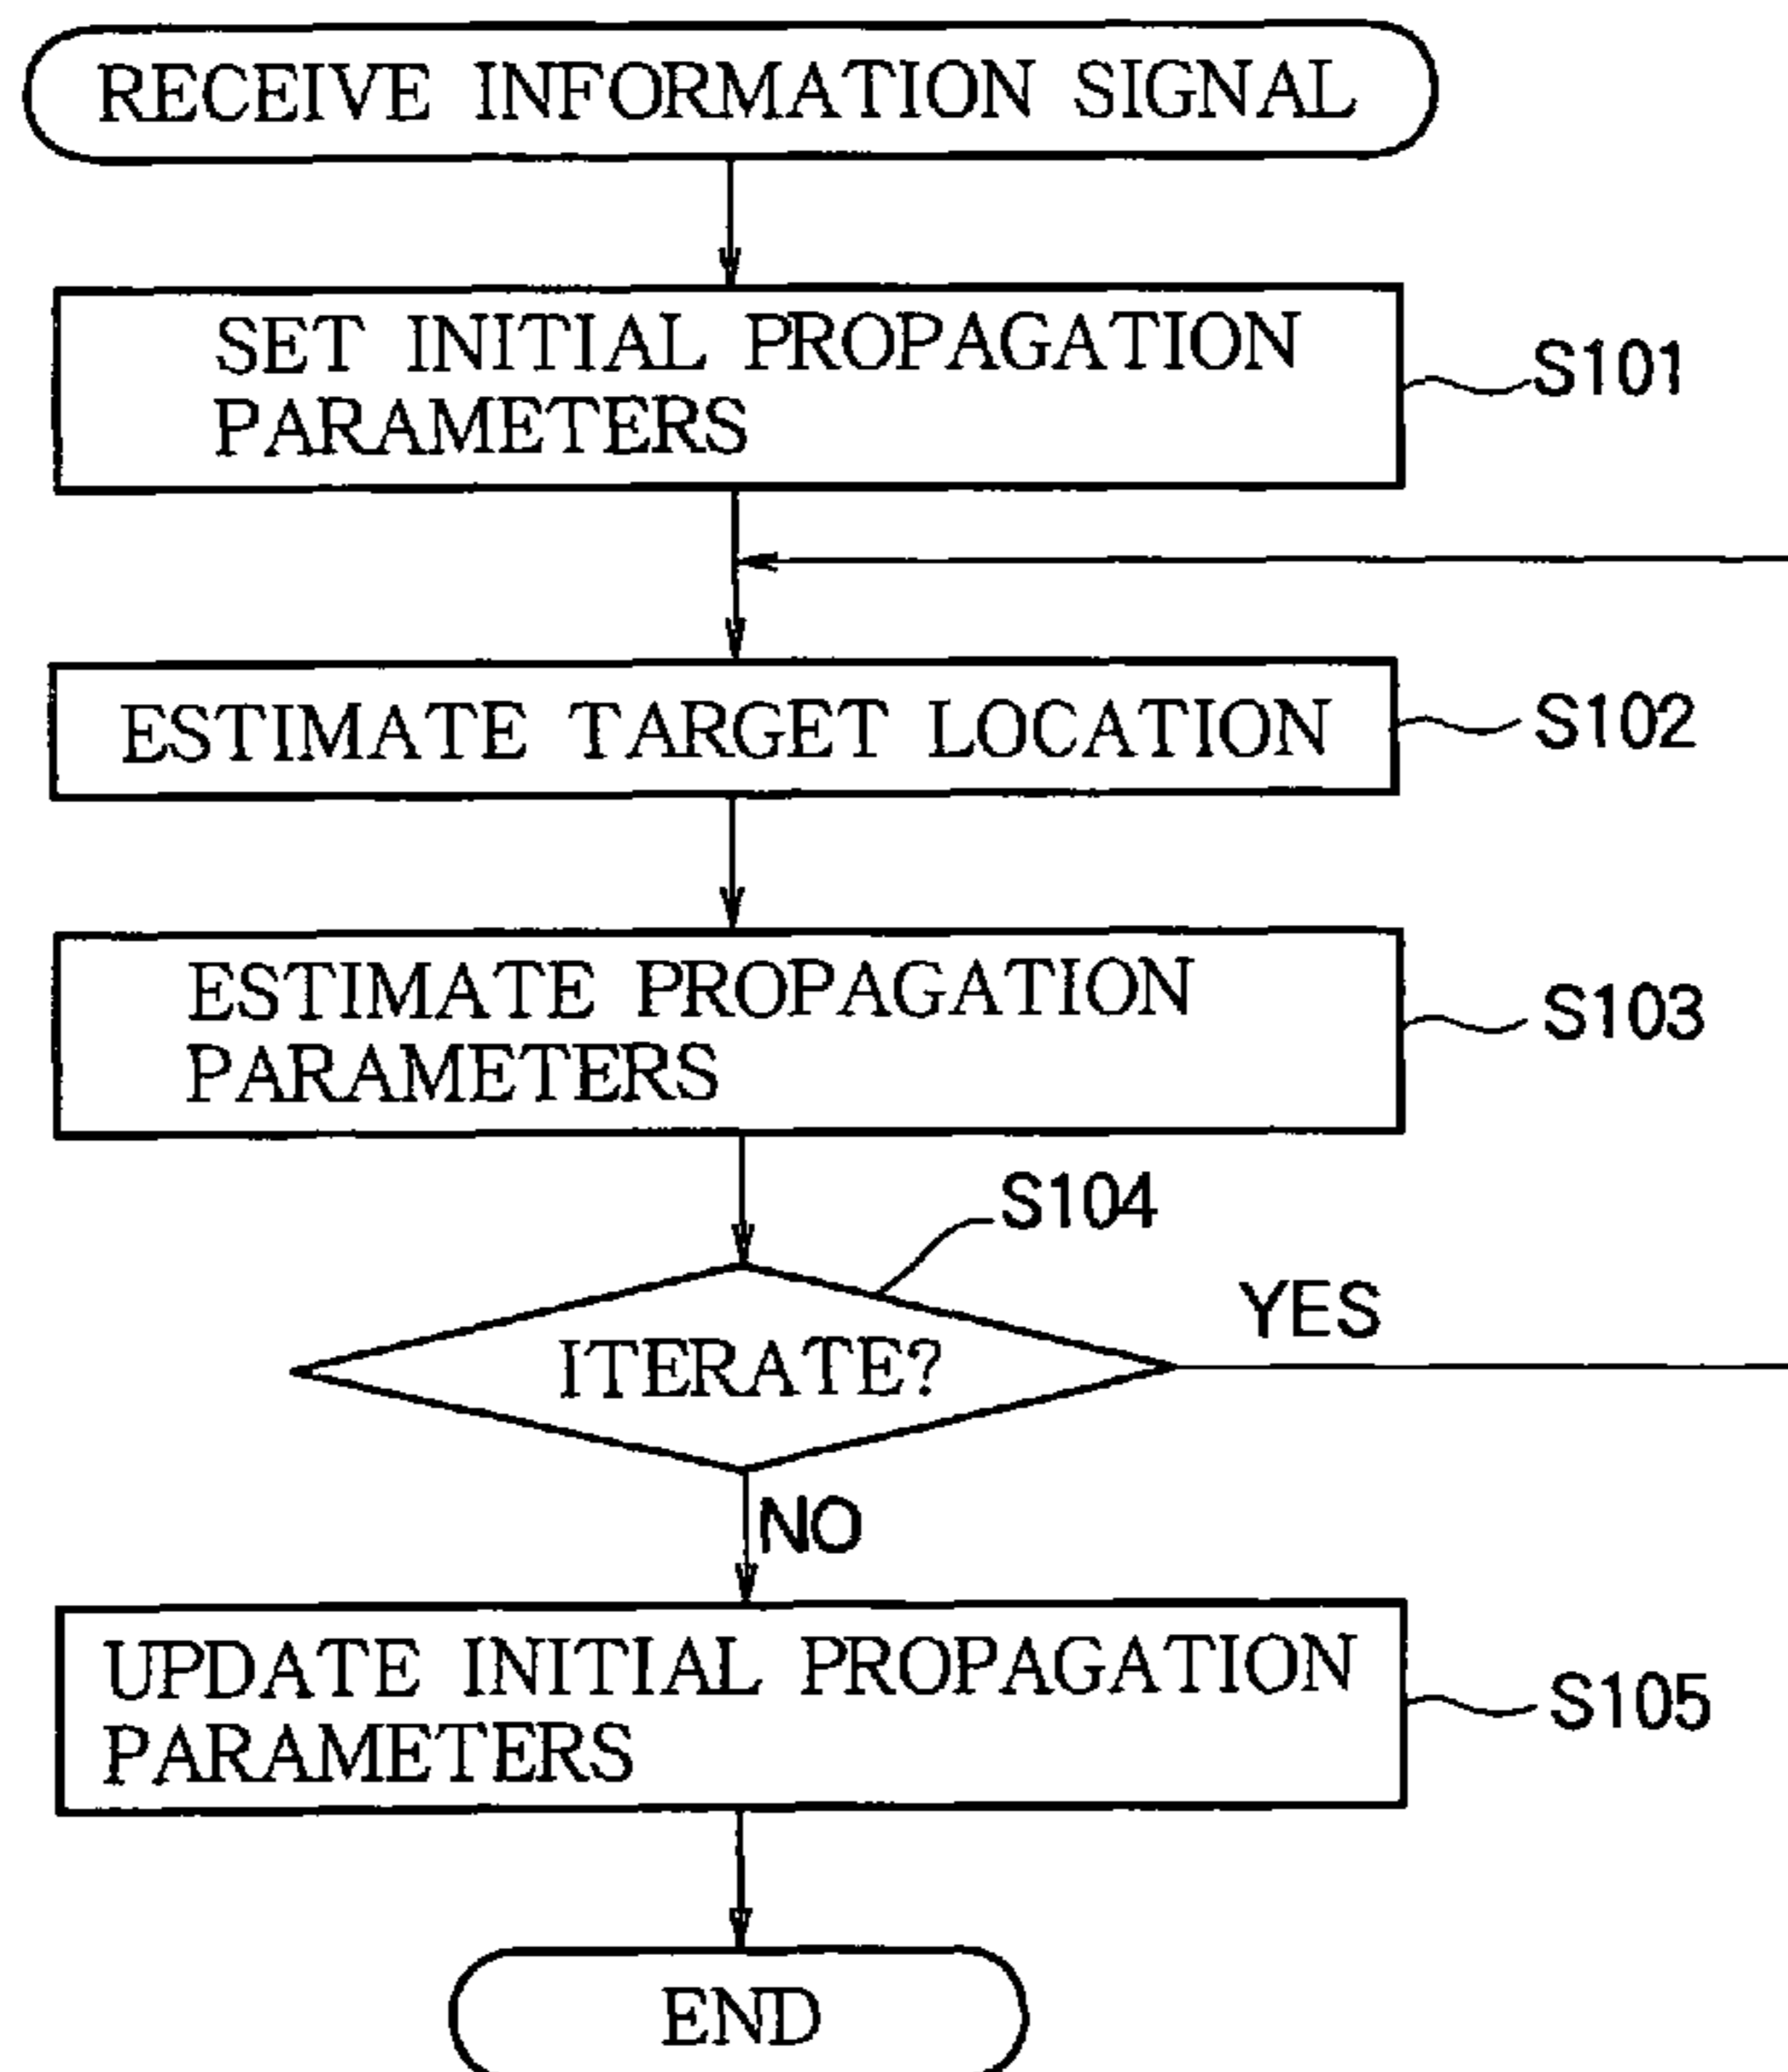 RECEIVE INFORMATION SIGNAL
SET INITIAL PROPAGATION
PARAMETERS
S101
ESTIMATE TARGET LOCATION
S102
ESTIMATE PROPAGATION
PARAMETERS
S103
S104
ITERATE?
YES
NO
UPDATE INITIAL PROPAGATION
PARAMETERS
S105
END